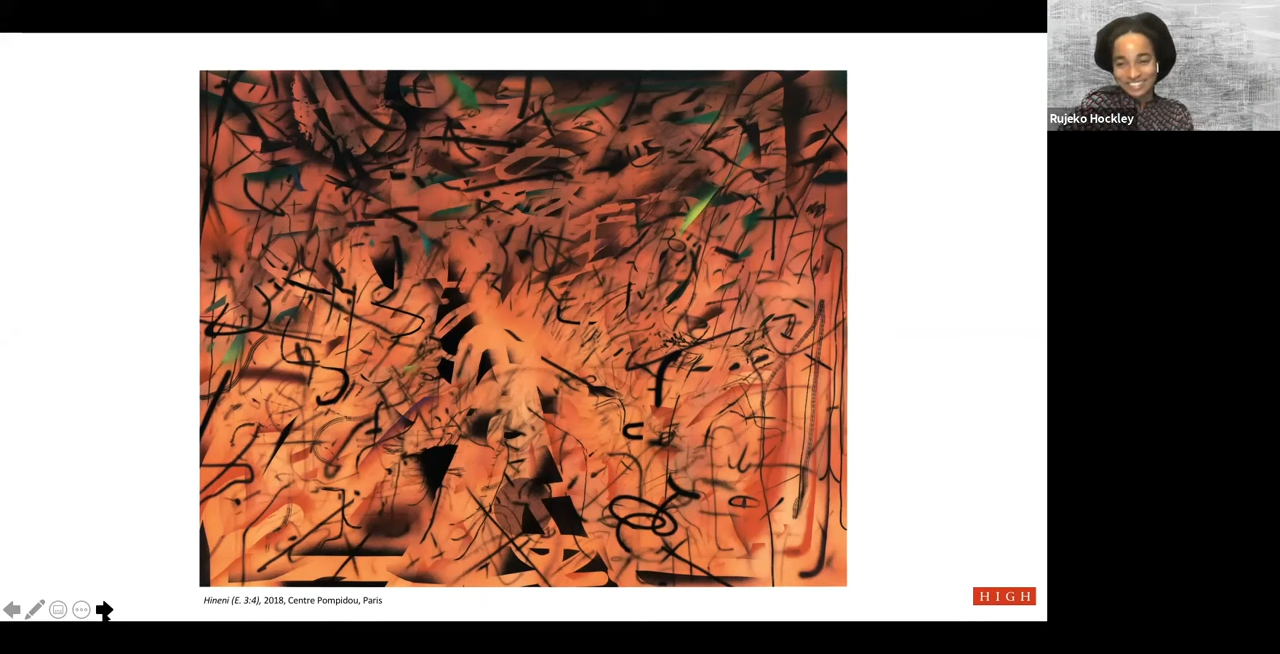 Rujeko Hockley
Hineni (E. 3:4), 2018, Centre Pompidou, Paris
HIGH